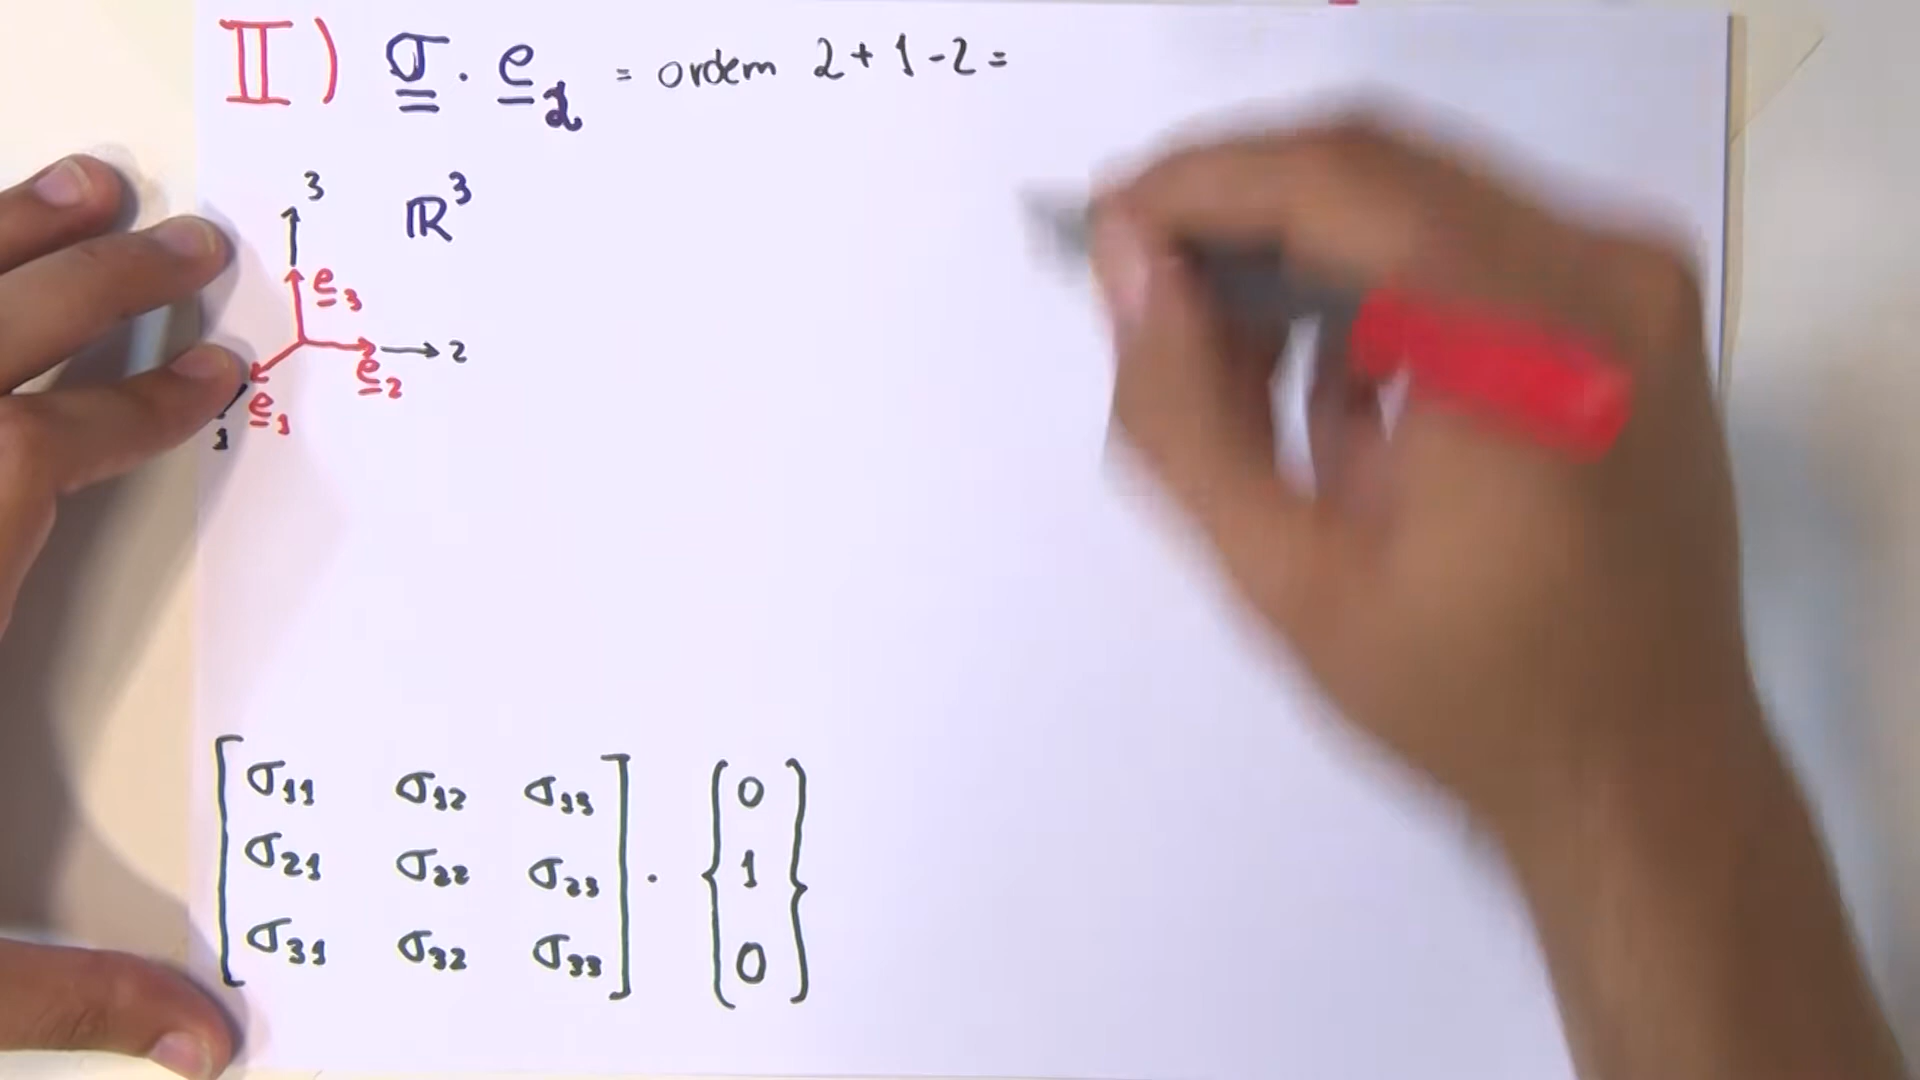 II) σ · e₂ = ordem 2 + 1 - 2 =
3 ℝ³
e₃
2
e₂
e₁
1
σ₁₁ σ₁₂ σ₁₃ 0
σ₂₁ σ₂₂ σ₂₃ · 1
σ₃₁ σ₃₂ σ₃₃ 0